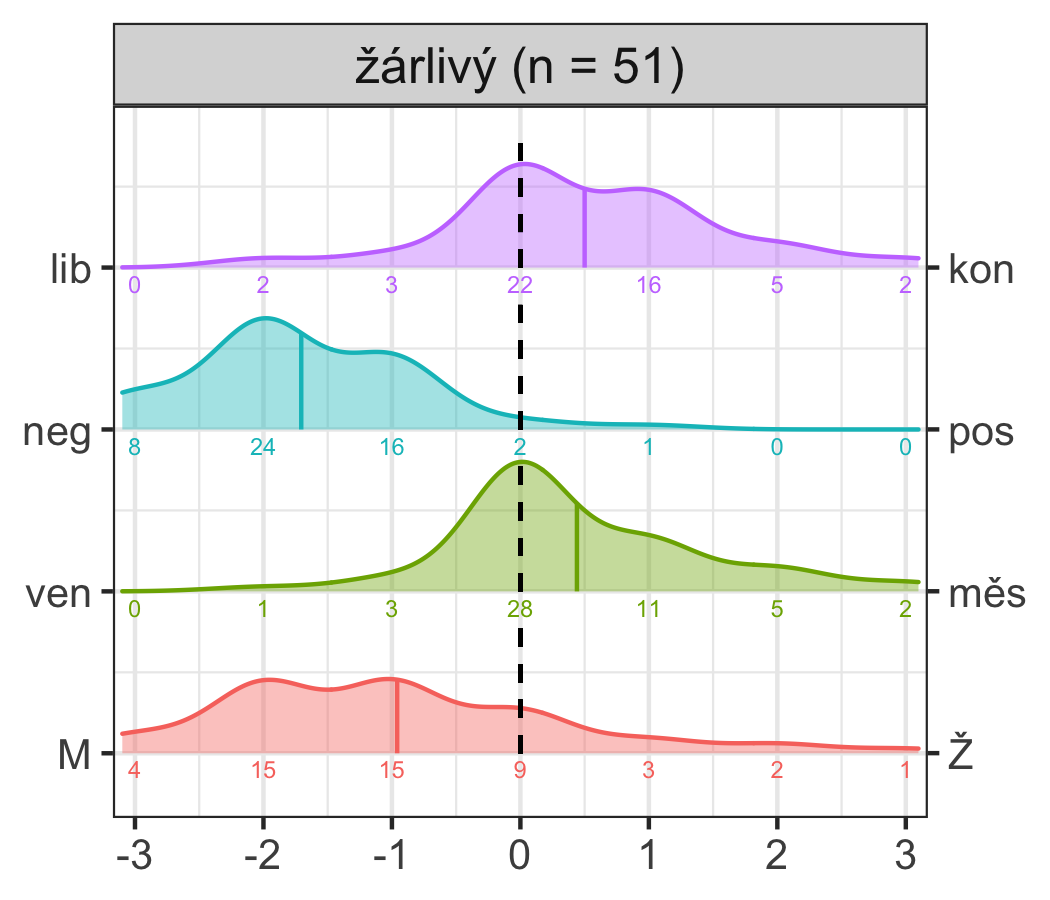 žárlivý (n = 51)
lib kon
0 2 3 22 16 5 2
neg pos
8 24 16 2 1 0 0
ven měs
0 1 3 28 11 5 2
M Ž
4 15 15 9 3 2 1
-3 -2 -1 0 1 2 3